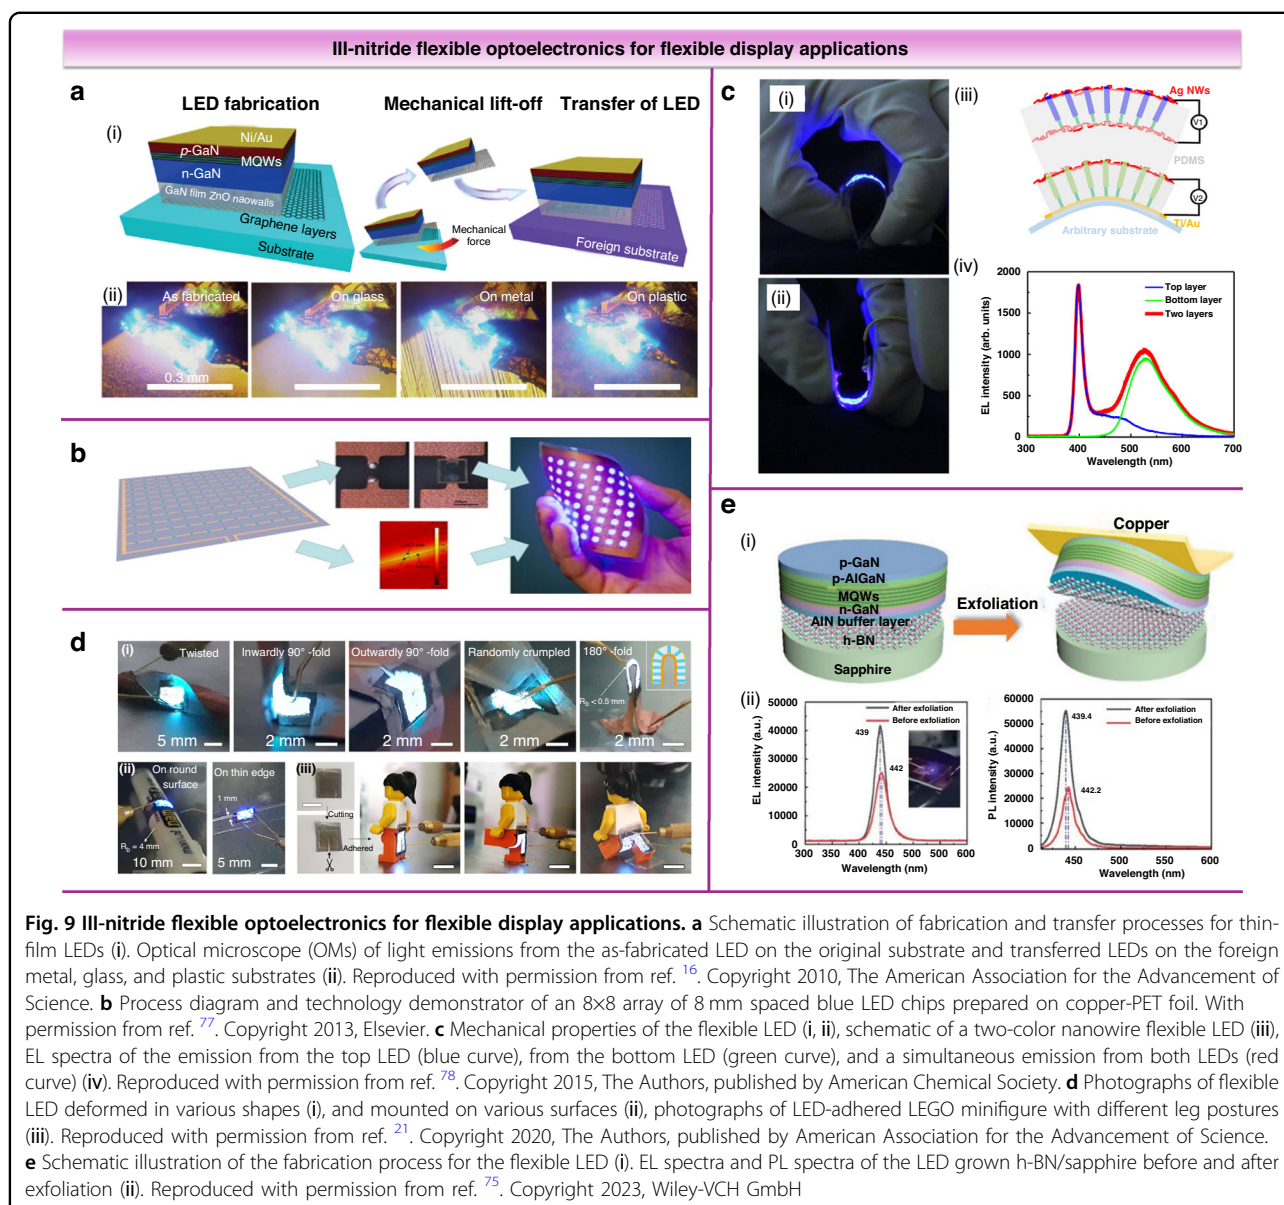 III-nitride flexible optoelectronics for flexible display applications
a
LED fabrication
Mechanical lift-off
Transfer of LED
(i)
Ni/Au
p-GaN
MQWs
n-GaN
GaN film ZnO naowalls
Graphene layers
Substrate
Mechanical
force
Foreign substrate
(ii)
As fabricated
On glass
On metal
On plastic
0.3 mm
b
c
(i)
(ii)
(iii)
Ag NWs
V1
PDMS
V2
Ti/Au
Arbitrary substrate
(iv)
EL intensity (arb. units)
2000
1500
1000
500
0
300
400
500
600
700
Wavelength (nm)
Top layer
Bottom layer
Two layers
d
(i)
Twisted
Inwardly 90° -fold
Outwardly 90° -fold
Randomly crumpled
180° -fold
Rb < 0.5 mm
5 mm
2 mm
2 mm
2 mm
2 mm
(ii)
On round
surface
Rb = 4 mm
10 mm
On thin edge
1 mm
5 mm
(iii)
Cutting
Adhered
e
(i)
p-GaN
p-AlGaN
MQWs
n-GaN
AlN buffer layer
h-BN
Sapphire
Exfoliation
Copper
(ii)
EL intensity (a.u.)
50000
40000
30000
20000
10000
0
300 350 400 450 500 550 600
Wavelength (nm)
After exfoliation
Before exfoliation
439
442
PL intensity (a.u.)
60000
50000
40000
30000
20000
10000
0
450 500 550 600
Wavelength (nm)
After exfoliation
Before exfoliation
439.4
442.2
Fig. 9 III-nitride flexible optoelectronics for flexible display applications. a Schematic illustration of fabrication and transfer processes for thin-
film LEDs (i). Optical microscope (OMs) of light emissions from the as-fabricated LED on the original substrate and transferred LEDs on the foreign
metal, glass, and plastic substrates (ii). Reproduced with permission from ref. 16. Copyright 2010, The American Association for the Advancement of
Science. b Process diagram and technology demonstrator of an 8×8 array of 8 mm spaced blue LED chips prepared on copper-PET foil. With
permission from ref. 77. Copyright 2013, Elsevier. c Mechanical properties of the flexible LED (i, ii), schematic of a two-color nanowire flexible LED (iii),
EL spectra of the emission from the top LED (blue curve), from the bottom LED (green curve), and a simultaneous emission from both LEDs (red
curve) (iv). Reproduced with permission from ref. 78. Copyright 2015, The Authors, published by American Chemical Society. d Photographs of flexible
LED deformed in various shapes (i), and mounted on various surfaces (ii), photographs of LED-adhered LEGO minifigure with different leg postures
(iii). Reproduced with permission from ref. 21. Copyright 2020, The Authors, published by American Association for the Advancement of Science.
e Schematic illustration of the fabrication process for the flexible LED (i). EL spectra and PL spectra of the LED grown h-BN/sapphire before and after
exfoliation (ii). Reproduced with permission from ref. 75. Copyright 2023, Wiley-VCH GmbH